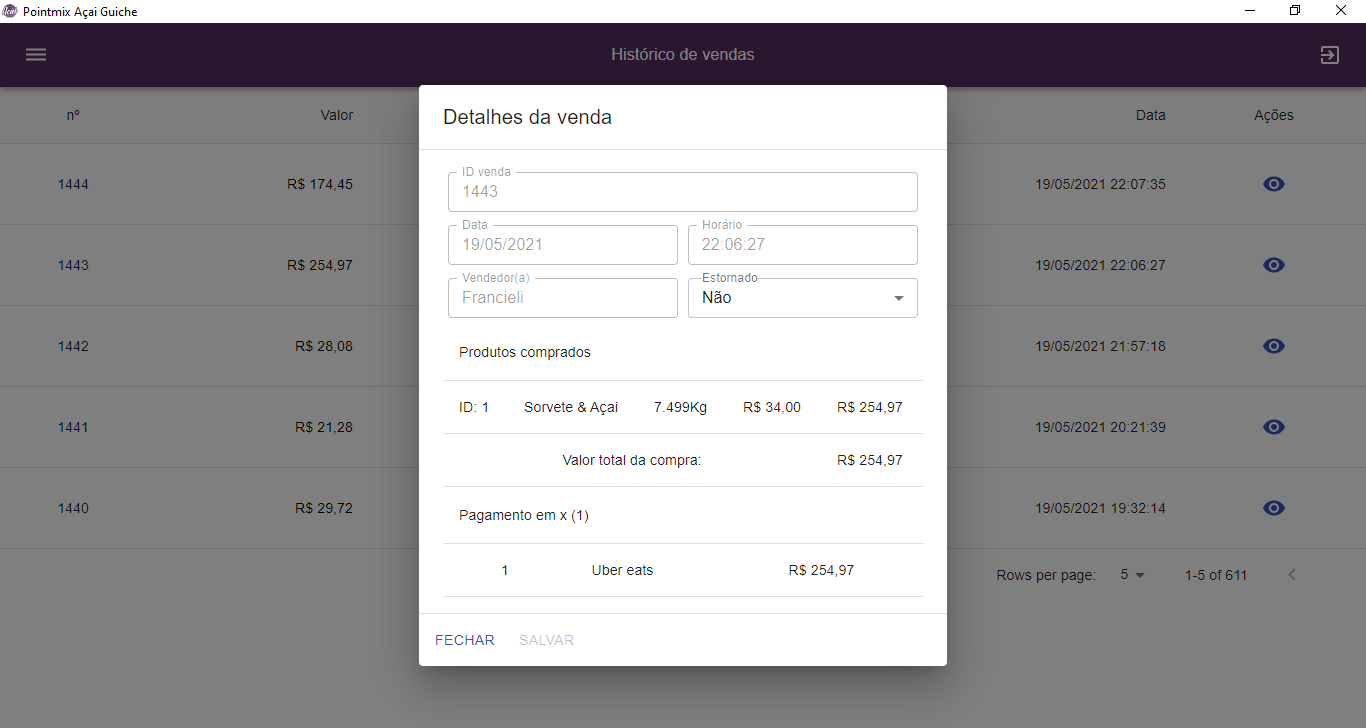 Pointmix Açai Guiche
Histórico de vendas
nº Valor Data Ações
1444 R$ 174,45 19/05/2021 22:07:35
1443 R$ 254,97 19/05/2021 22:06:27
1442 R$ 28,08 19/05/2021 21:57:18
1441 R$ 21,28 19/05/2021 20:21:39
1440 R$ 29,72 19/05/2021 19:32:14
Rows per page: 5 1-5 of 611
Detalhes da venda
ID venda
1443
Data Horário
19/05/2021 22:06:27
Vendedor(a) Estornado
Francieli Não
Produtos comprados
ID: 1 Sorvete & Açai 7.499Kg R$ 34,00 R$ 254,97
Valor total da compra: R$ 254,97
Pagamento em x (1)
1 Uber eats R$ 254,97
FECHAR SALVAR